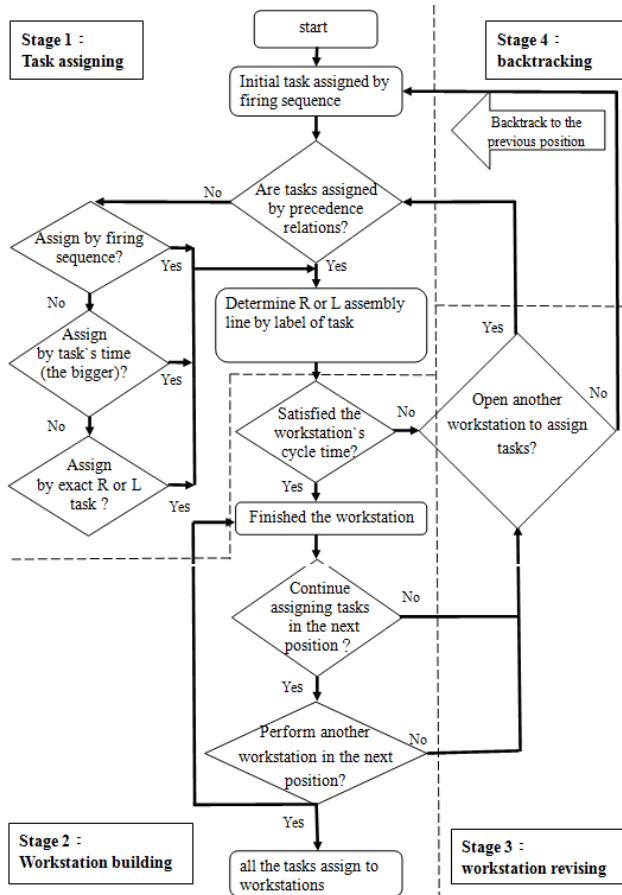 Stage 1：
Task assigning
start
Stage 4：
backtracking
Initial task assigned by
firing sequence
Backtrack to the
previous position
No
Are tasks assigned
by precedence
relations?
Assign by firing
sequence?
Yes
Yes
No
Determine R or L assembly
line by label of task
Assign
by task`s time
(the bigger)?
Yes
Yes
No
Open another
workstation to assign
tasks?
Satisfied the
workstation`s
cycle time?
No
No
Assign
by exact R or L
task ?
Yes
Yes
Finished the workstation
Continue
assigning tasks
in the next
position ?
No
Yes
Perform another
workstation in the next
position?
No
Yes
Stage 2：
Workstation building
Stage 3：
workstation revising
all the tasks assign to
workstations